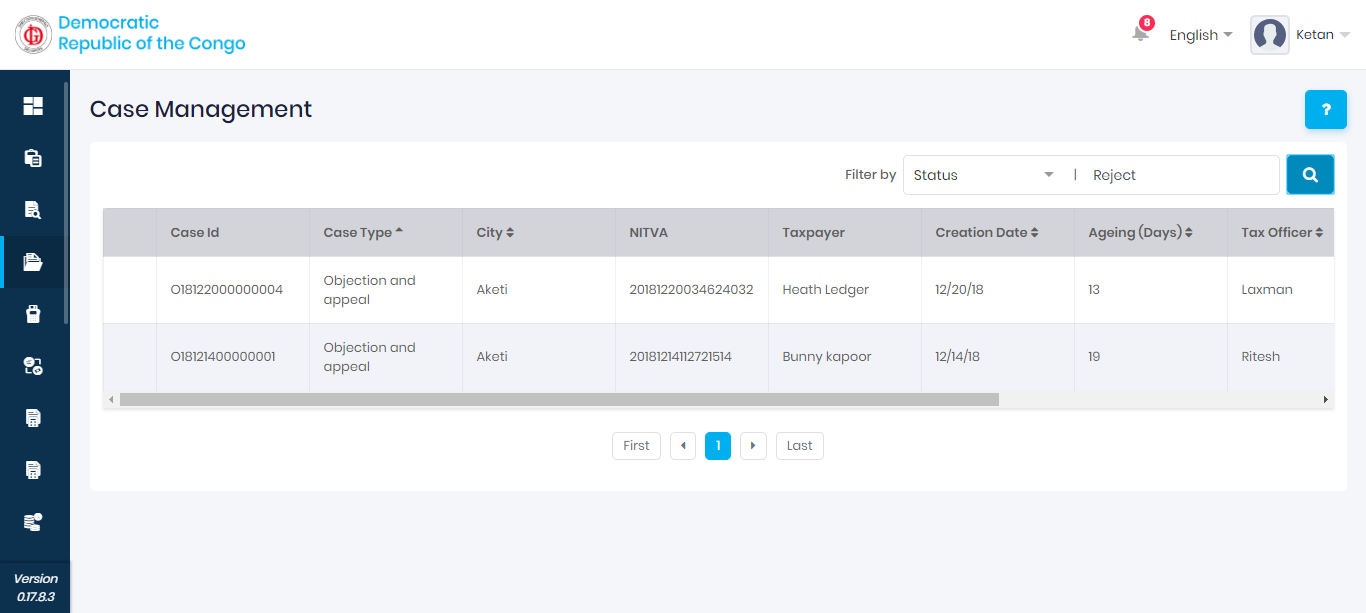 Democratic
Republic of the Congo
8
English
Ketan
Case Management
?
Filter by
Status
|
Reject
Case Id
Case Type
City
NITVA
Taxpayer
Creation Date
Ageing (Days)
Tax Officer
O18122000000004
Objection and
appeal
Aketi
20181220034624032
Heath Ledger
12/20/18
13
Laxman
O18121400000001
Objection and
appeal
Aketi
20181214112721514
Bunny kapoor
12/14/18
19
Ritesh
First
1
Last
Version
0.17.8.3